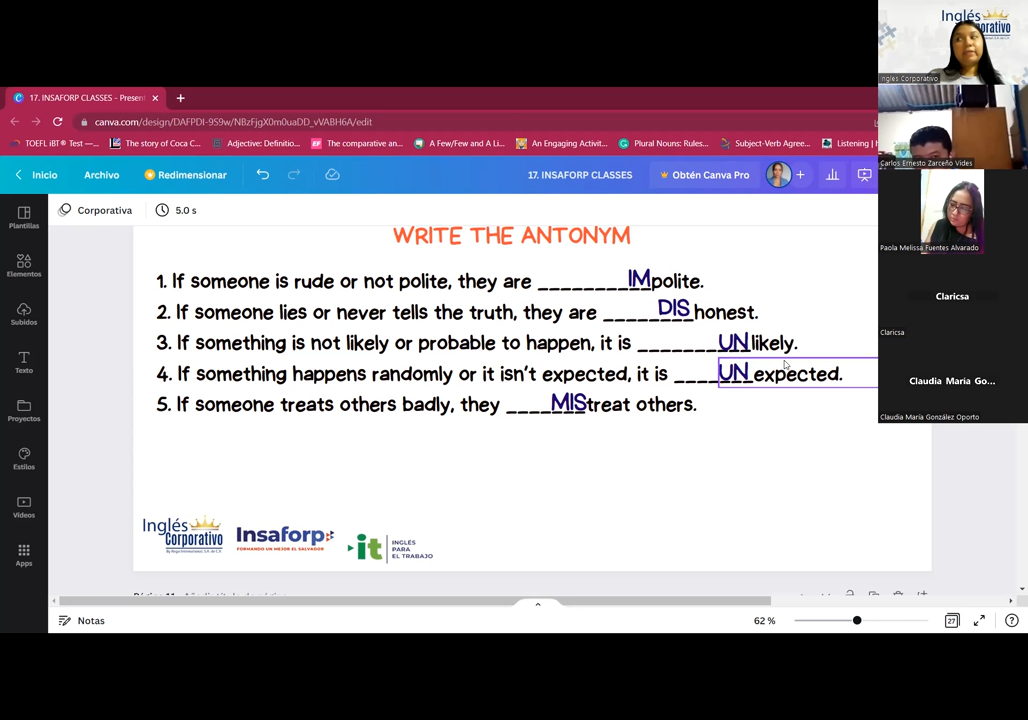 Inglés
Corporativo
Ingles Corporativo
Carlos Ernesto Zarceño Vides
Paola Melissa Fuentes Alvarado
Claricsa
Claricsa
Claudia Maria Go...
Claudia María González Oporto
17. INSAFORP CLASSES - Present
canva.com/design/DAFPDI-9S9w/NBzFjgX0m0uaDD_vVABH6A/edit
TOEFL iBT® Test —... The story of Coca C... Adjective: Definitio... The comparative an... A Few/Few and A Li... An Engaging Activit... Plural Nouns: Rules... Subject-Verb Agree... Listening
Inicio Archivo Redimensionar 17. INSAFORP CLASSES Obtén Canva Pro
Corporativa 5.0 s
Plantillas
Elementos
Subidos
Texto
Proyectos
Estilos
Videos
Apps
WRITE THE ANTONYM
1. If someone is rude or not polite, they are __________IMpolite.
2. If someone lies or never tells the truth, they are ________DIShonest.
3. If something is not likely or probable to happen, it is __________UNlikely.
4. If something happens randomly or it isn't expected, it is _______UNexpected.
5. If someone treats others badly, they _______MIStreat others.
Inglés
Corporativo
Insaforp
FORMANDO UN MEJOR EL SALVADOR
it
INGLÉS
PARA
EL TRABAJO
Notas 62 % 27